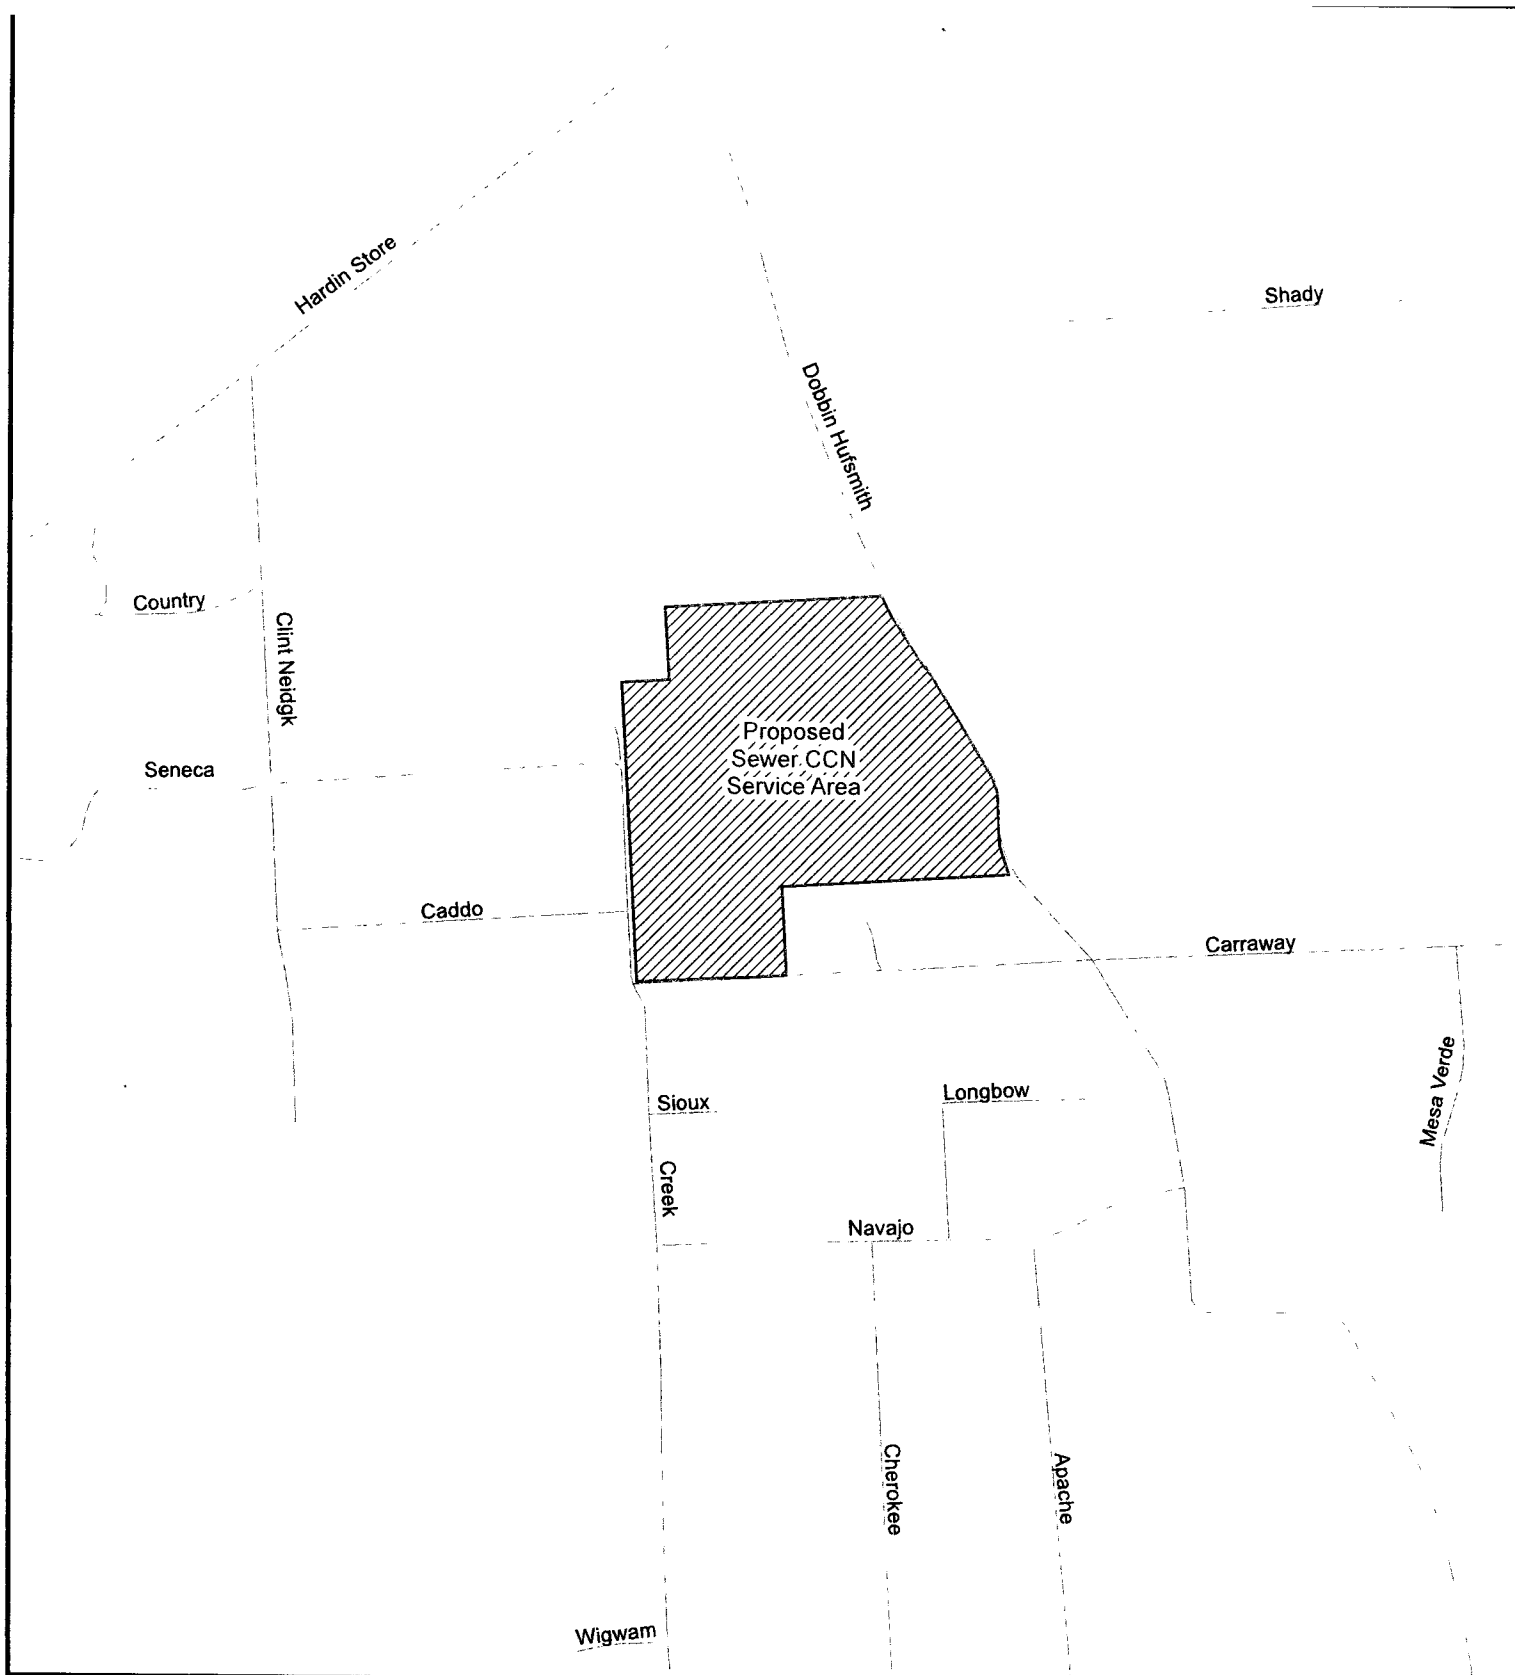 Hardin Store
Shady
Dobbin Hufsmith
Country
Clint Neidgk
Proposed
Sewer CCN
Service Area
Seneca
Caddo
Carraway
Mesa Verde
Sioux
Longbow
Creek
Navajo
Cherokee
Apache
Wigwam